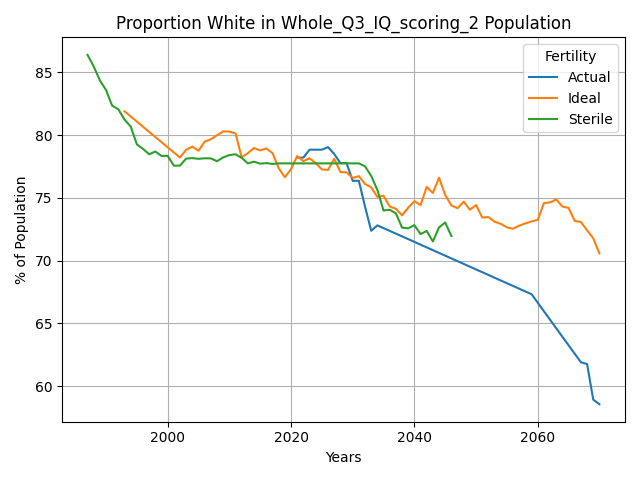 Proportion White in Whole_Q3_IQ_scoring_2 Population
Fertility
Actual
Ideal
Sterile
85
80
75
70
65
60
% of Population
2000
2020
2040
2060
Years